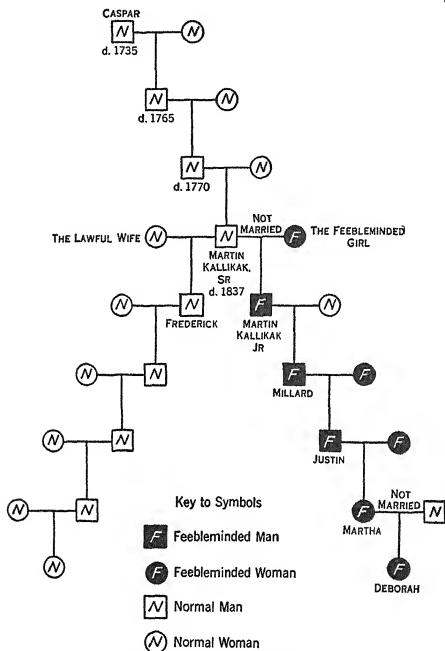 CASPAR
N N
d. 1735
N N
d. 1765
N N
d. 1770
NOT
MARRIED
THE LAWFUL WIFE N N F THE FEEBLEMINDED
GIRL
MARTIN
KALLIKAK,
SR
d. 1837
N N F N
FREDERICK
MARTIN
KALLIKAK
JR
N N F F
MILLARD
N N F F
JUSTIN
Key to Symbols
NOT
MARRIED
N N F N
MARTHA
F Feebleminded Man
N F Feebleminded Woman F
DEBORAH
N Normal Man
N Normal Woman